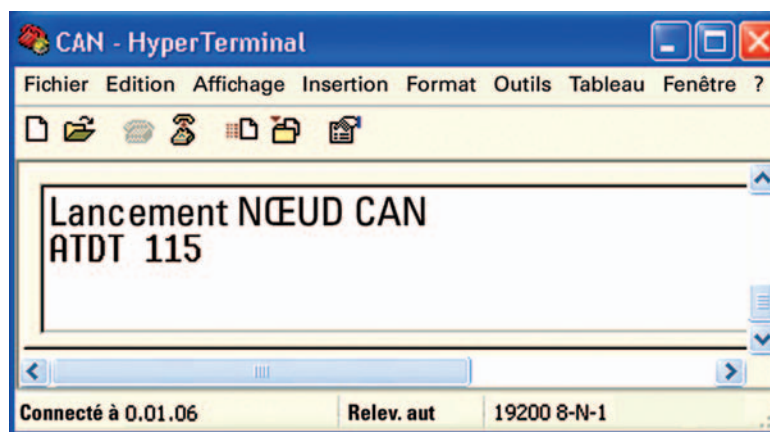 CAN - HyperTerminal
Fichier Edition Affichage Insertion Format Outils Tableau Fenêtre ?
Lancement NŒUD CAN
ATDT 115
Connecté à 0.01.06 Relev. aut 19200 8-N-1